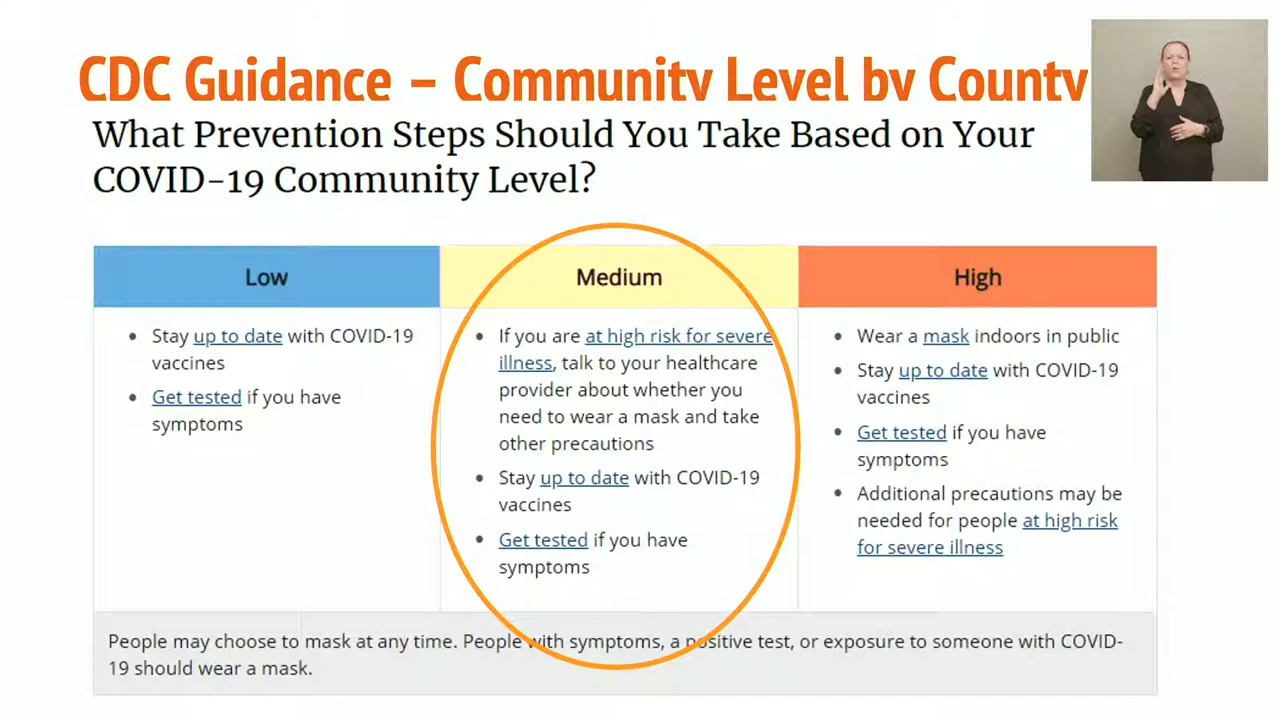 CDC Guidance – Community Level by County
What Prevention Steps Should You Take Based on Your
COVID-19 Community Level?
Low
Stay up to date with COVID-19
vaccines
Get tested if you have
symptoms
Medium
If you are at high risk for severe
illness, talk to your healthcare
provider about whether you
need to wear a mask and take
other precautions
Stay up to date with COVID-19
vaccines
Get tested if you have
symptoms
High
Wear a mask indoors in public
Stay up to date with COVID-19
vaccines
Get tested if you have
symptoms
Additional precautions may be
needed for people at high risk
for severe illness
People may choose to mask at any time. People with symptoms, a positive test, or exposure to someone with COVID-
19 should wear a mask.